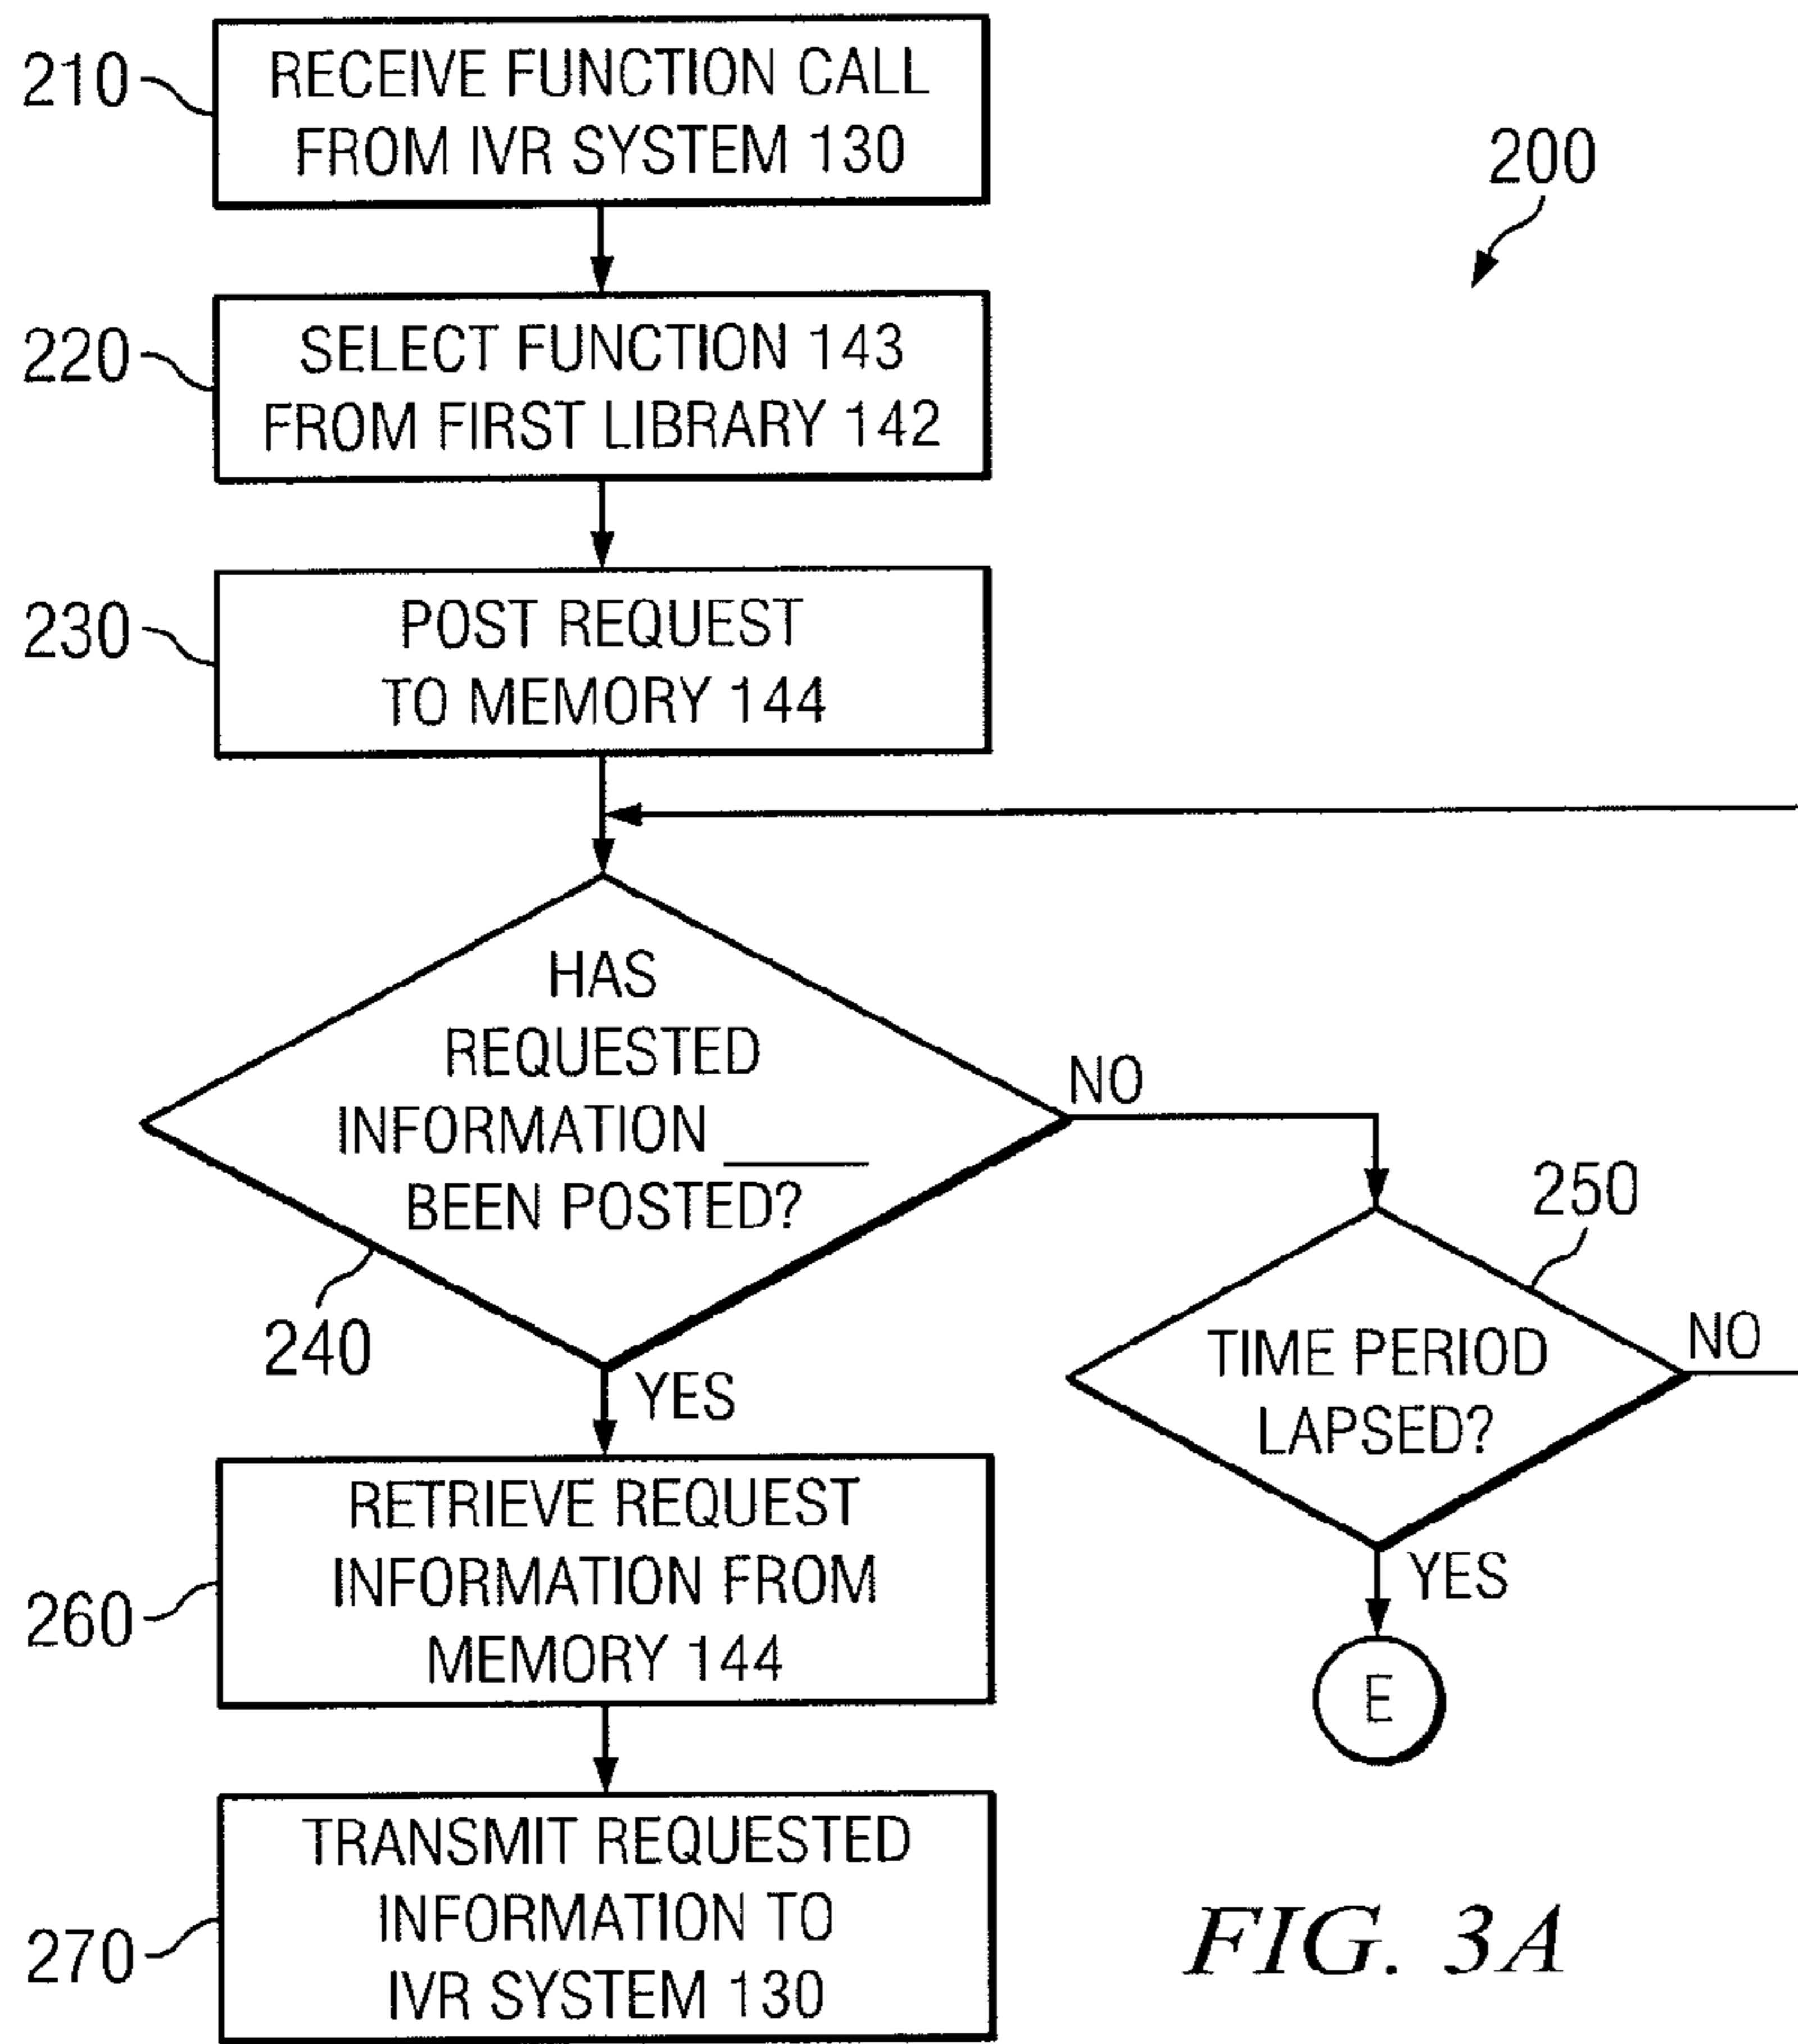 210
RECEIVE FUNCTION CALL
FROM IVR SYSTEM 130
200
220
SELECT FUNCTION 143
FROM FIRST LIBRARY 142
230
POST REQUEST
TO MEMORY 144
HAS
REQUESTED
INFORMATION _____
BEEN POSTED?
NO
240
YES
250
TIME PERIOD
LAPSED?
NO
YES
E
260
RETRIEVE REQUEST
INFORMATION FROM
MEMORY 144
270
TRANSMIT REQUESTED
INFORMATION TO
IVR SYSTEM 130
FIG. 3A